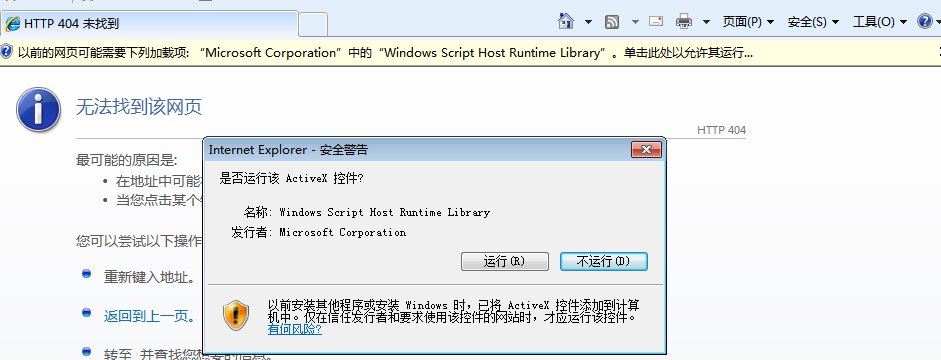 HTTP 404 未找到
页面(P)
安全(S)
工具(O)
以前的网页可能需要下列加载项: “Microsoft Corporation”中的“Windows Script Host Runtime Library”。单击此处以允许其运行...
无法找到该网页
HTTP 404
最可能的原因是:
• 在地址中可能
• 当您点击某个
您可以尝试以下操作
重新键入地址。
返回到上一页。
转至 并查找您想要的信息。
Internet Explorer - 安全警告
是否运行该 ActiveX 控件?
名称: Windows Script Host Runtime Library
发行者: Microsoft Corporation
运行(R)
不运行(D)
以前安装其他程序或安装 Windows 时，已将 ActiveX 控件添加到计算
机中。仅在信任发行者和要求使用该控件的网站时，才应运行该控件。
有何风险?